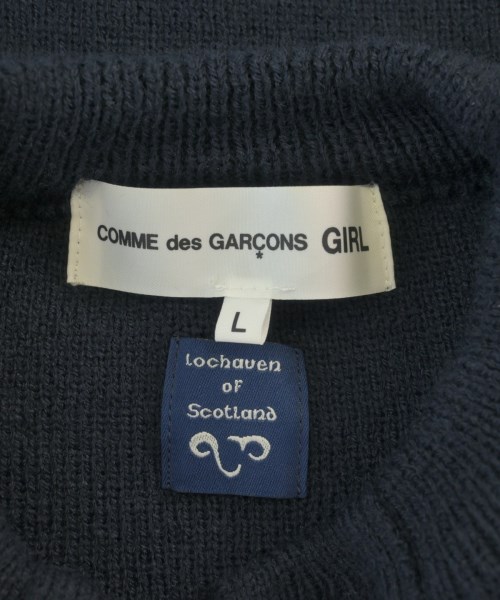 COMME des GARÇONS GIRL
*
L
Lochaven
of
Scotland